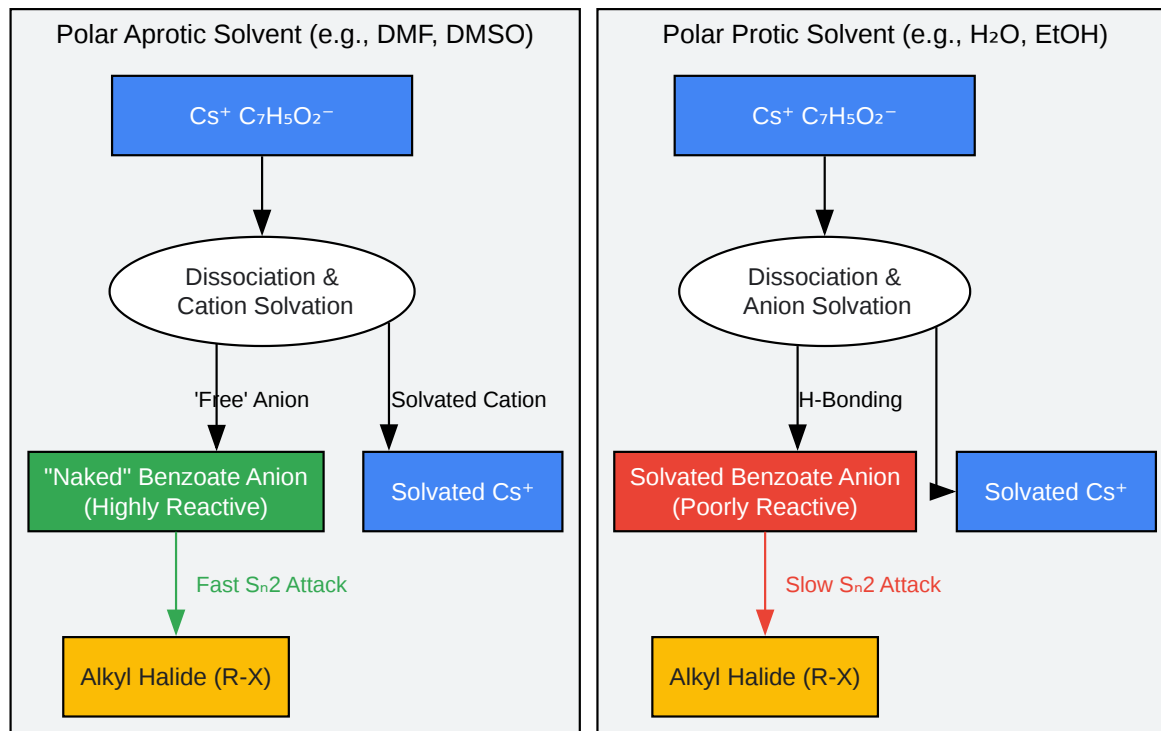 Polar Aprotic Solvent (e.g., DMF, DMSO)
Cs⁺ C₇H₅O₂⁻
Dissociation &
Cation Solvation
'Free' Anion
Solvated Cation
"Naked" Benzoate Anion
(Highly Reactive)
Solvated Cs⁺
Fast Sₙ2 Attack
Alkyl Halide (R-X)
Polar Protic Solvent (e.g., H₂O, EtOH)
Cs⁺ C₇H₅O₂⁻
Dissociation &
Anion Solvation
H-Bonding
Solvated Benzoate Anion
(Poorly Reactive)
Solvated Cs⁺
Slow Sₙ2 Attack
Alkyl Halide (R-X)